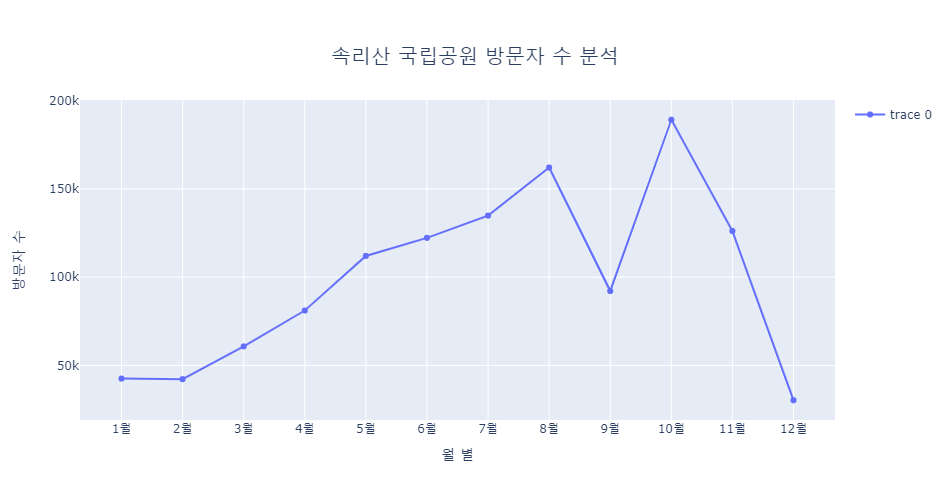 속리산 국립공원 방문자 수 분석
200k
trace 0
150k
100k
50k
방문자 수
1월 2월 3월 4월 5월 6월 7월 8월 9월 10월 11월 12월
월 별